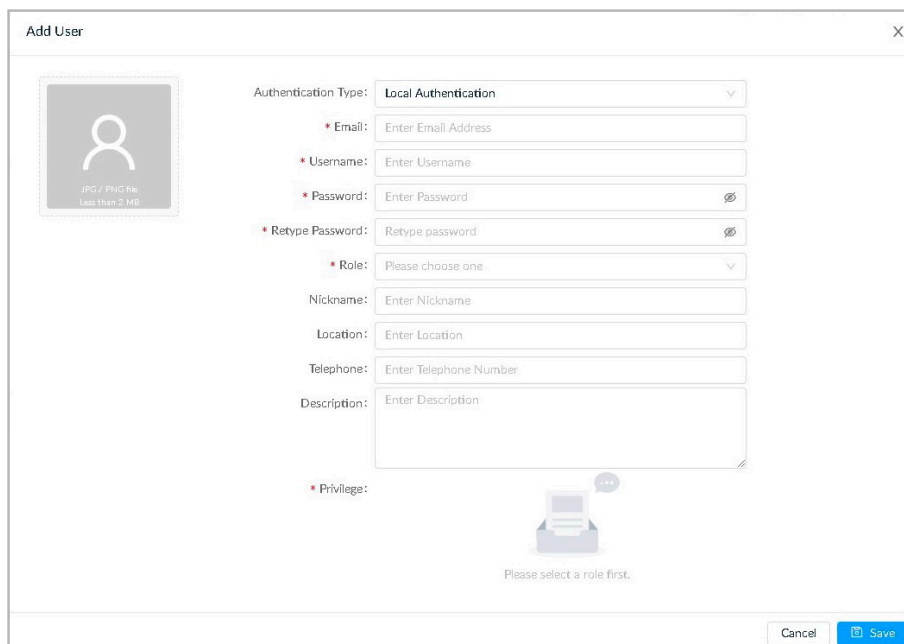 Add User
JPG / PNG file
Less than 2 MB
Authentication Type: Local Authentication
* Email: Enter Email Address
* Username: Enter Username
* Password: Enter Password
* Retype Password: Retype password
* Role: Please choose one
Nickname: Enter Nickname
Location: Enter Location
Telephone: Enter Telephone Number
Description: Enter Description
* Privilege:
Please select a role first.
Cancel Save